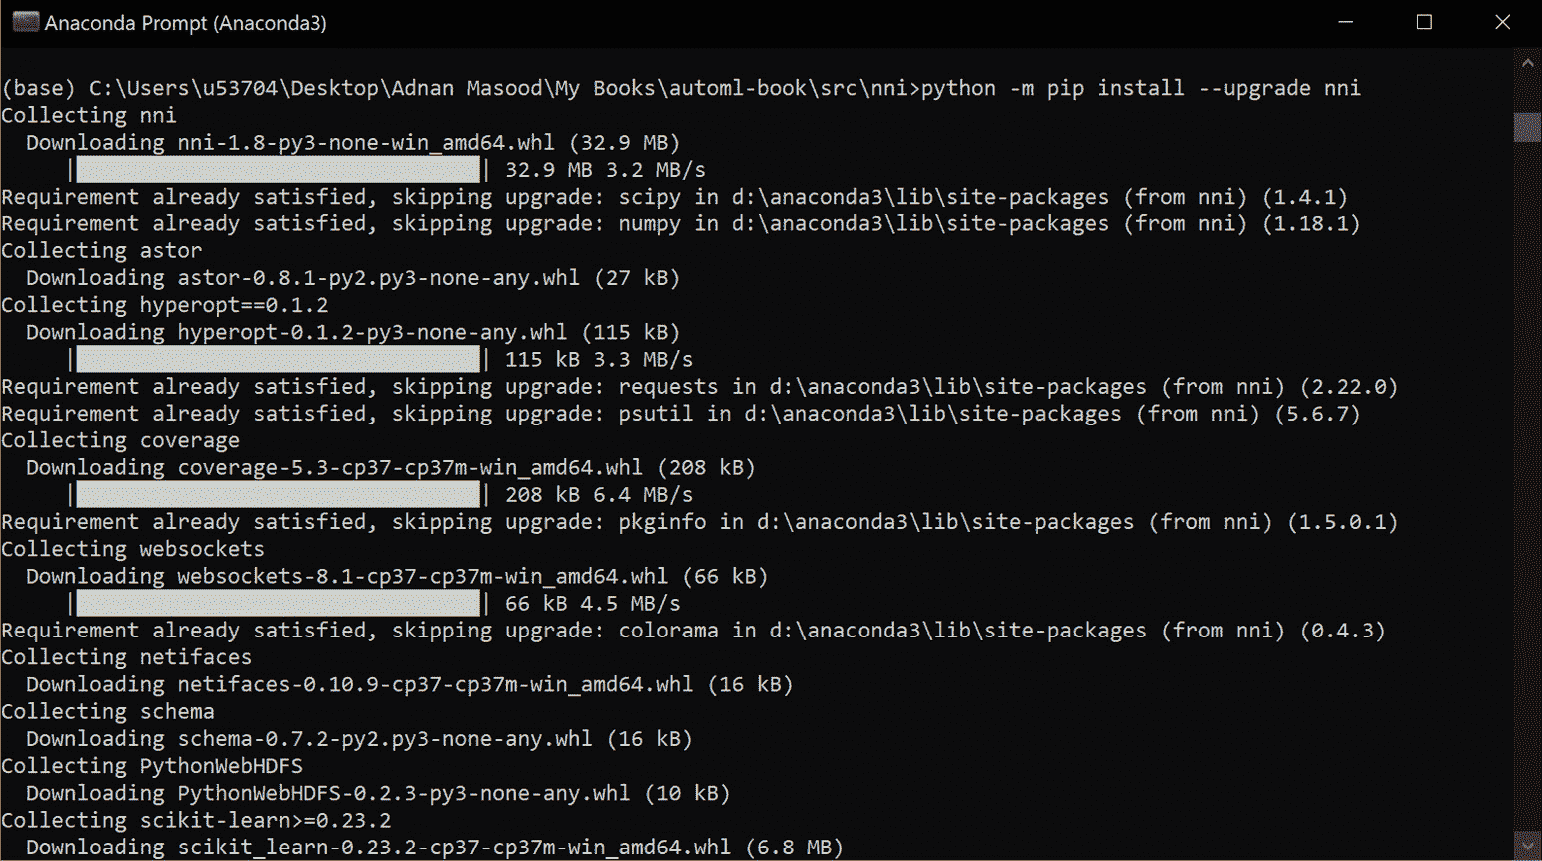 Anaconda Prompt (Anaconda3)
(base) C:\Users\u53704\Desktop\Adnan Masood\My Books\automl-book\src\nni>python -m pip install --upgrade nni
Collecting nni
  Downloading nni-1.8-py3-none-win_amd64.whl (32.9 MB)
     | | 32.9 MB 3.2 MB/s
Requirement already satisfied, skipping upgrade: scipy in d:\anaconda3\lib\site-packages (from nni) (1.4.1)
Requirement already satisfied, skipping upgrade: numpy in d:\anaconda3\lib\site-packages (from nni) (1.18.1)
Collecting astor
  Downloading astor-0.8.1-py2.py3-none-any.whl (27 kB)
Collecting hyperopt==0.1.2
  Downloading hyperopt-0.1.2-py3-none-any.whl (115 kB)
     | | 115 kB 3.3 MB/s
Requirement already satisfied, skipping upgrade: requests in d:\anaconda3\lib\site-packages (from nni) (2.22.0)
Requirement already satisfied, skipping upgrade: psutil in d:\anaconda3\lib\site-packages (from nni) (5.6.7)
Collecting coverage
  Downloading coverage-5.3-cp37-cp37m-win_amd64.whl (208 kB)
     | | 208 kB 6.4 MB/s
Requirement already satisfied, skipping upgrade: pkginfo in d:\anaconda3\lib\site-packages (from nni) (1.5.0.1)
Collecting websockets
  Downloading websockets-8.1-cp37-cp37m-win_amd64.whl (66 kB)
     | | 66 kB 4.5 MB/s
Requirement already satisfied, skipping upgrade: colorama in d:\anaconda3\lib\site-packages (from nni) (0.4.3)
Collecting netifaces
  Downloading netifaces-0.10.9-cp37-cp37m-win_amd64.whl (16 kB)
Collecting schema
  Downloading schema-0.7.2-py2.py3-none-any.whl (16 kB)
Collecting PythonWebHDFS
  Downloading PythonWebHDFS-0.2.3-py3-none-any.whl (10 kB)
Collecting scikit-learn>=0.23.2
  Downloading scikit_learn-0.23.2-cp37-cp37m-win_amd64.whl (6.8 MB)